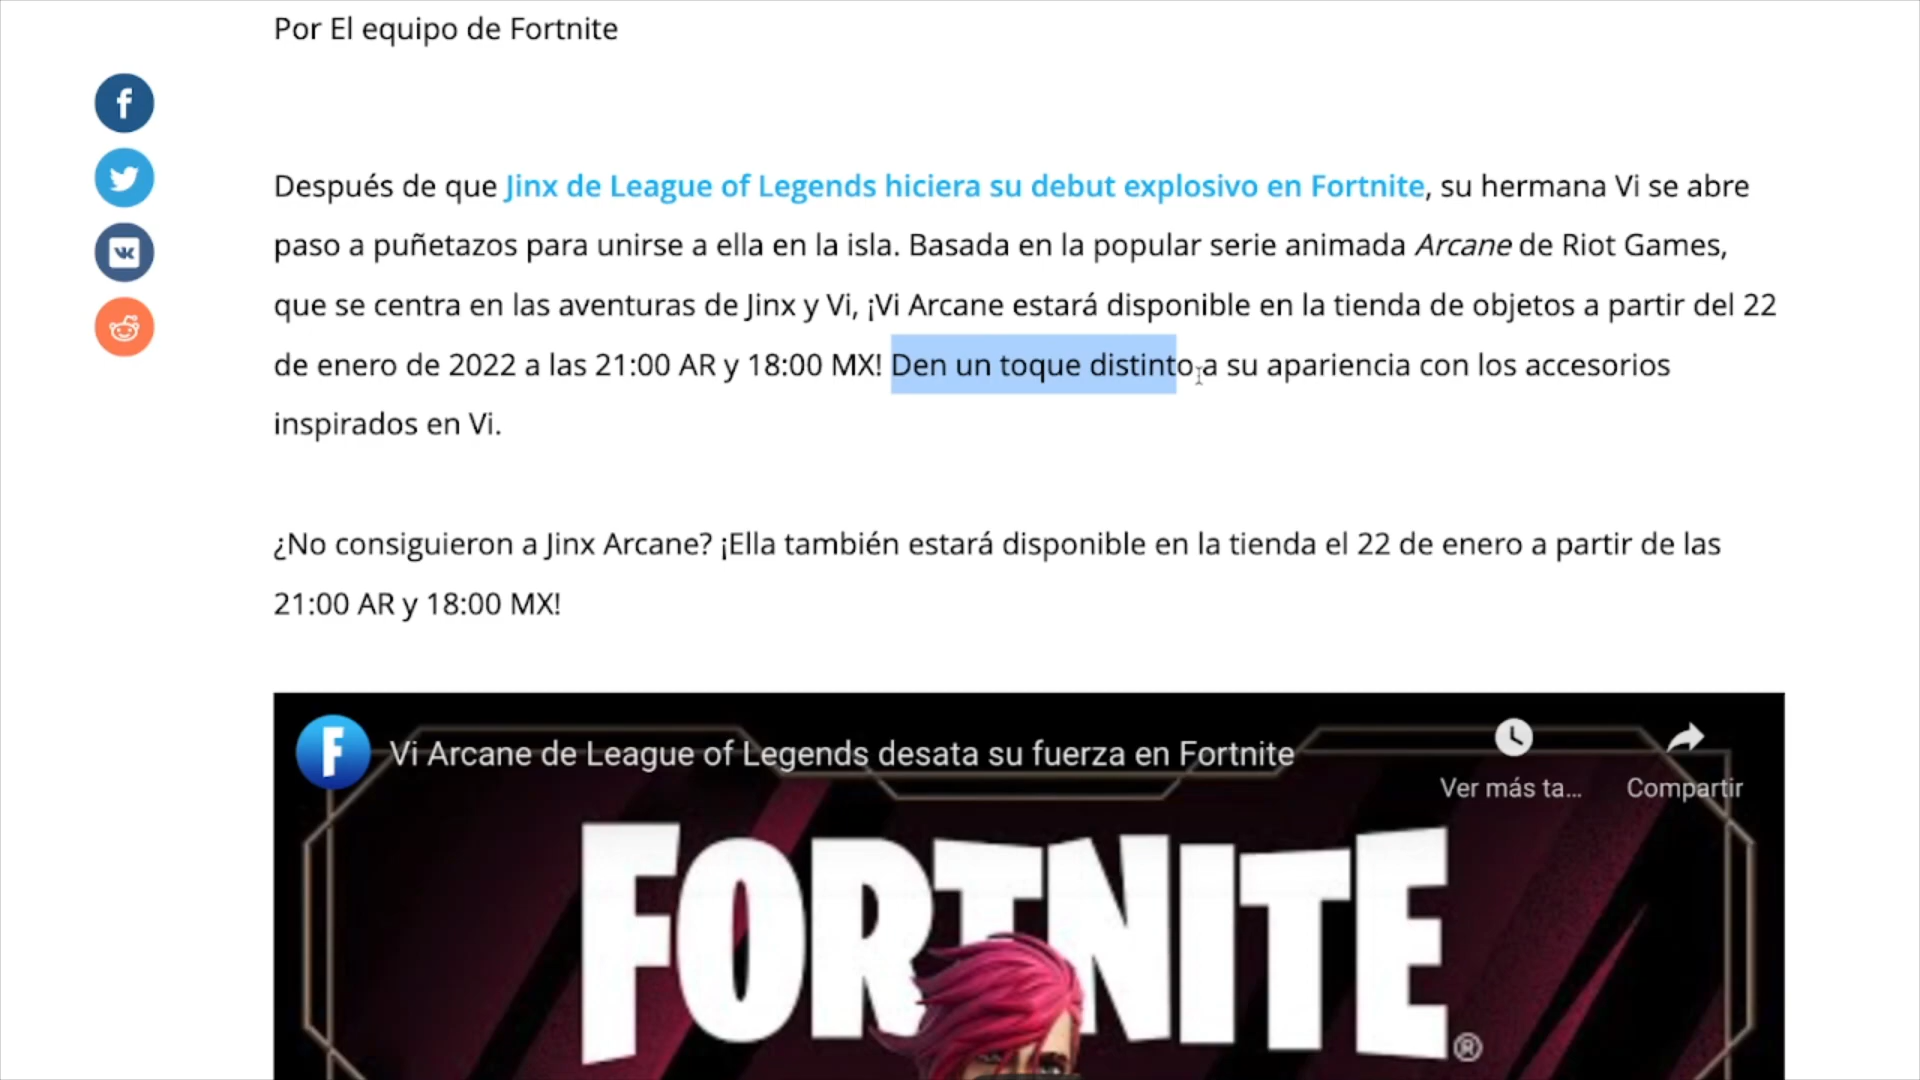 Por El equipo de Fortnite
Después de que Jinx de League of Legends hiciera su debut explosivo en Fortnite, su hermana Vi se abre
paso a puñetazos para unirse a ella en la isla. Basada en la popular serie animada Arcane de Riot Games,
que se centra en las aventuras de Jinx y Vi, ¡Vi Arcane estará disponible en la tienda de objetos a partir del 22
de enero de 2022 a las 21:00 AR y 18:00 MX! Den un toque distinto a su apariencia con los accesorios
inspirados en Vi.
¿No consiguieron a Jinx Arcane? ¡Ella también estará disponible en la tienda el 22 de enero a partir de las
21:00 AR y 18:00 MX!
Vi Arcane de League of Legends desata su fuerza en Fortnite
Ver más ta...
Compartir
FORTNITE®